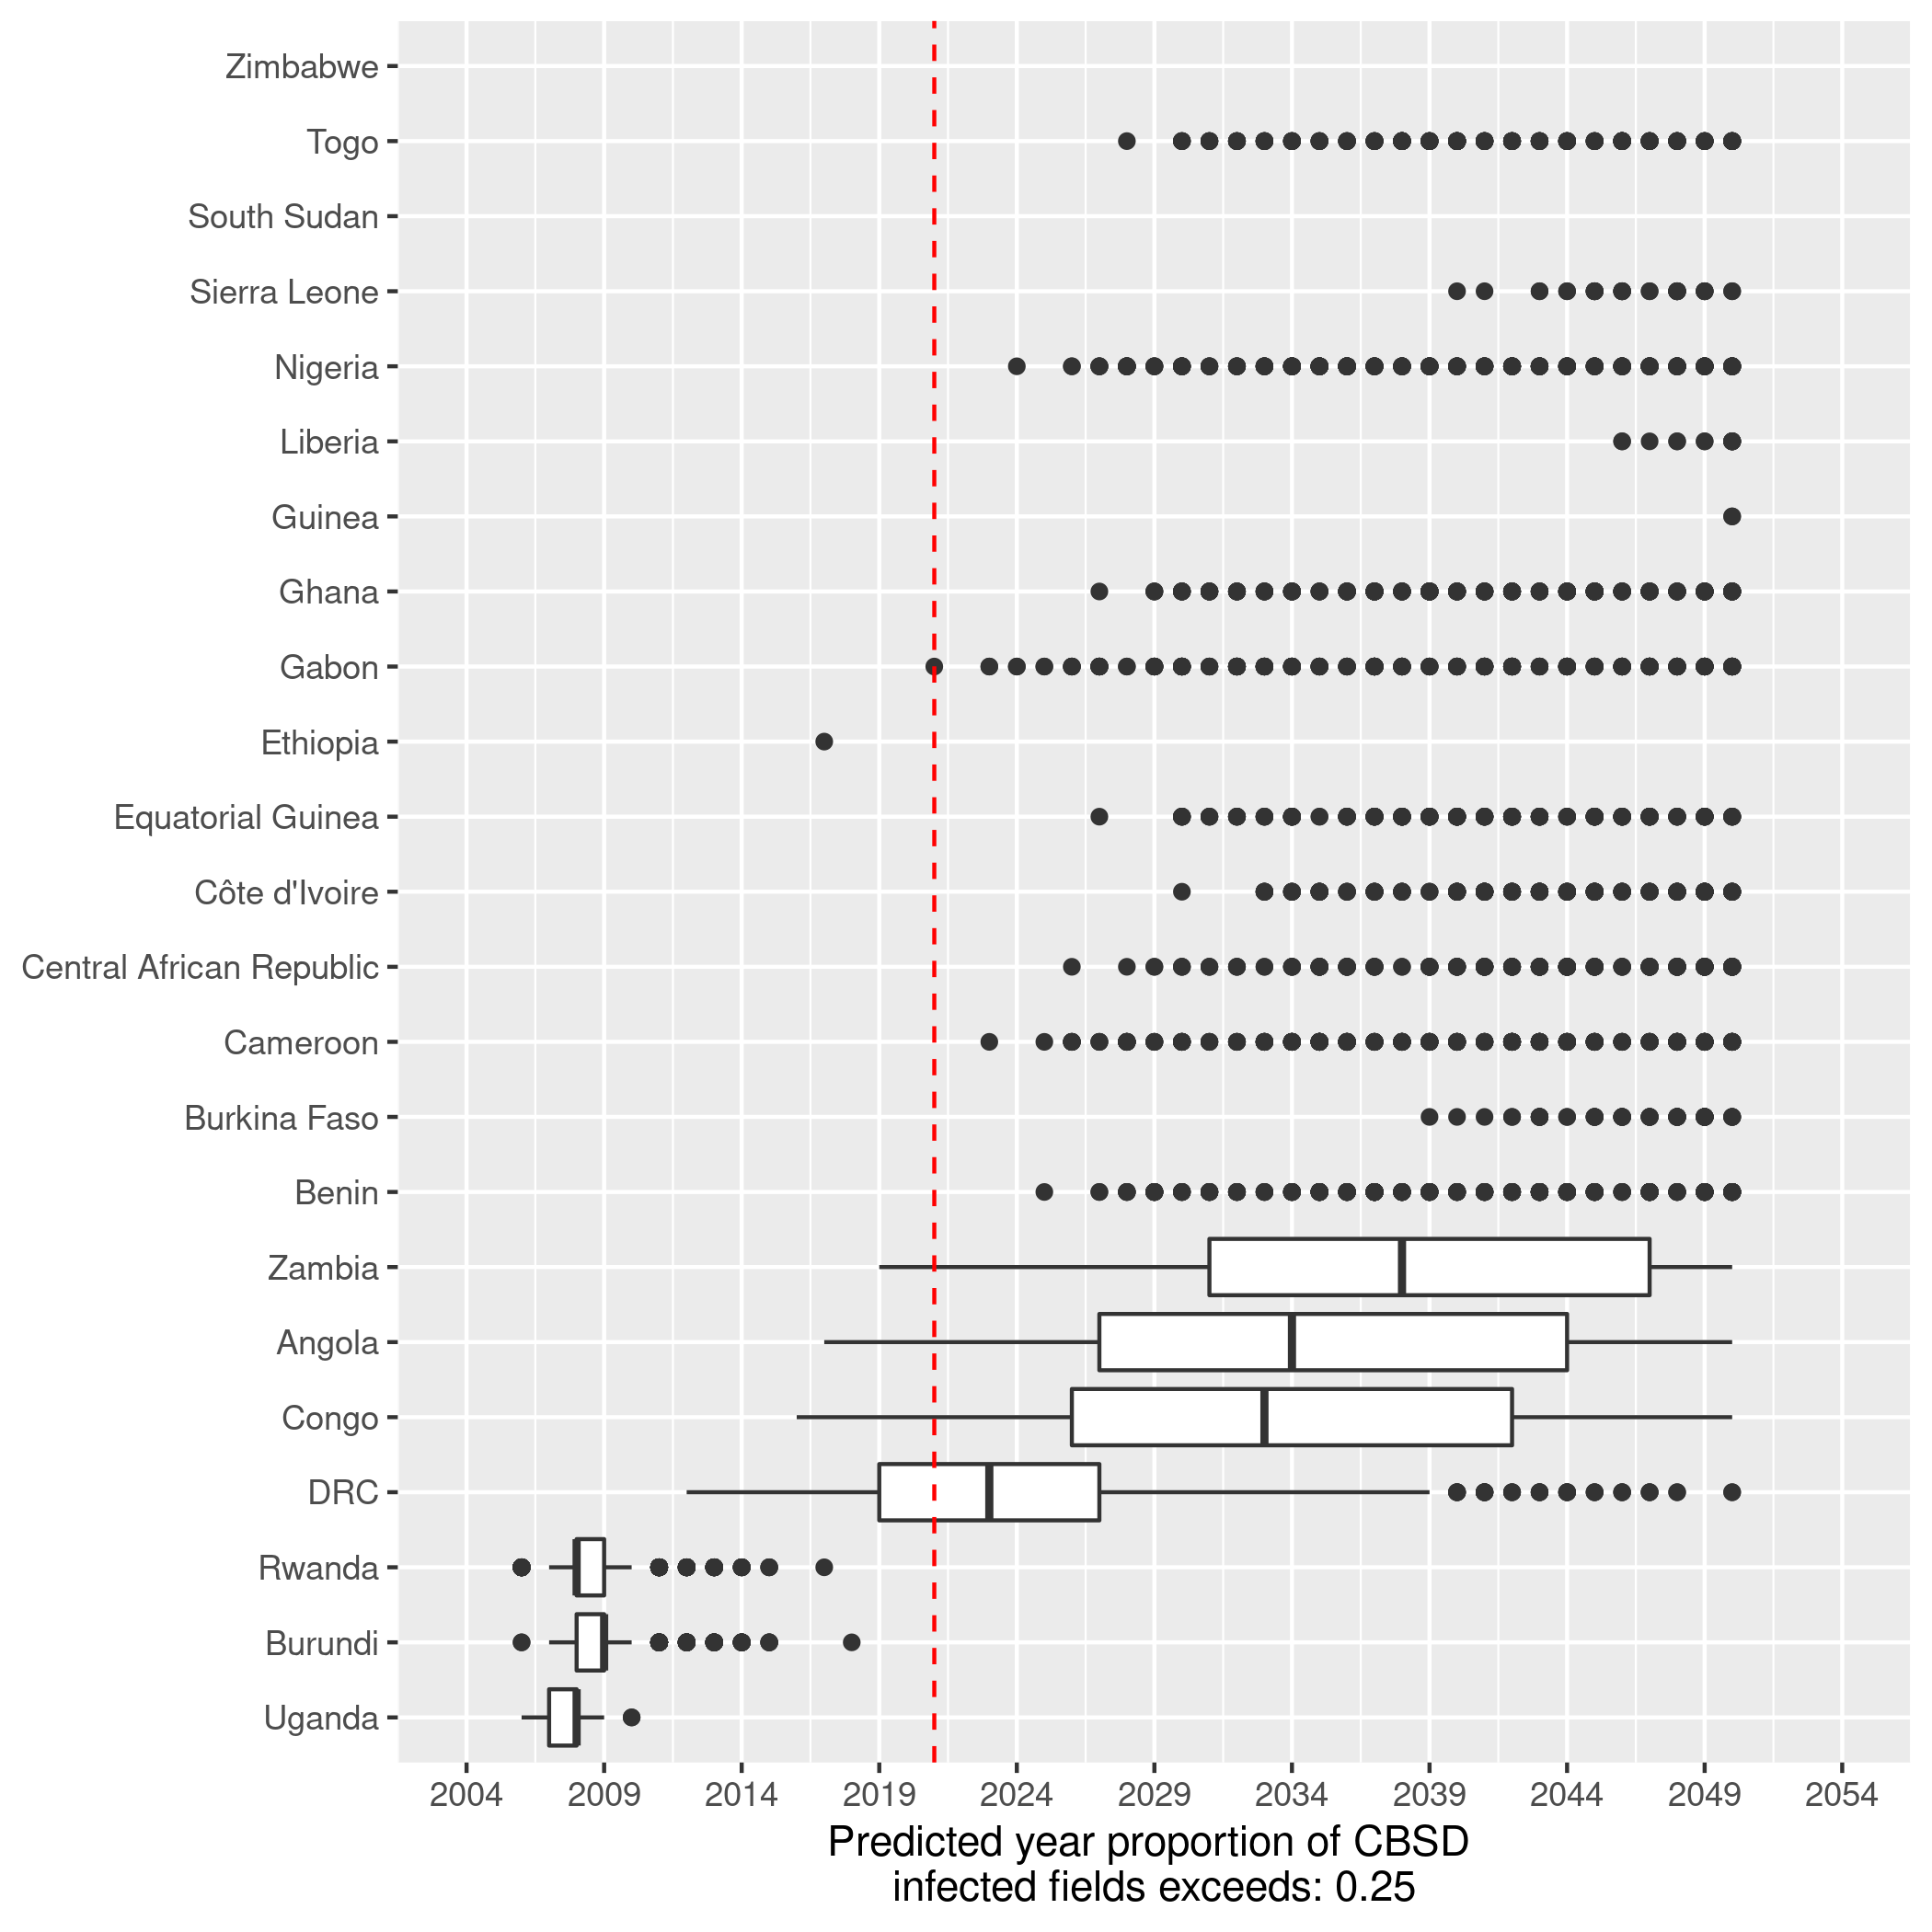 Zimbabwe
Togo
South Sudan
Sierra Leone
Nigeria
Liberia
Guinea
Ghana
Gabon
Ethiopia
Equatorial Guinea
Côte d'Ivoire
Central African Republic
Cameroon
Burkina Faso
Benin
Zambia
Angola
Congo
DRC
Rwanda
Burundi
Uganda
2004 2009 2014 2019 2024 2029 2034 2039 2044 2049 2054
Predicted year proportion of CBSD
infected fields exceeds: 0.25